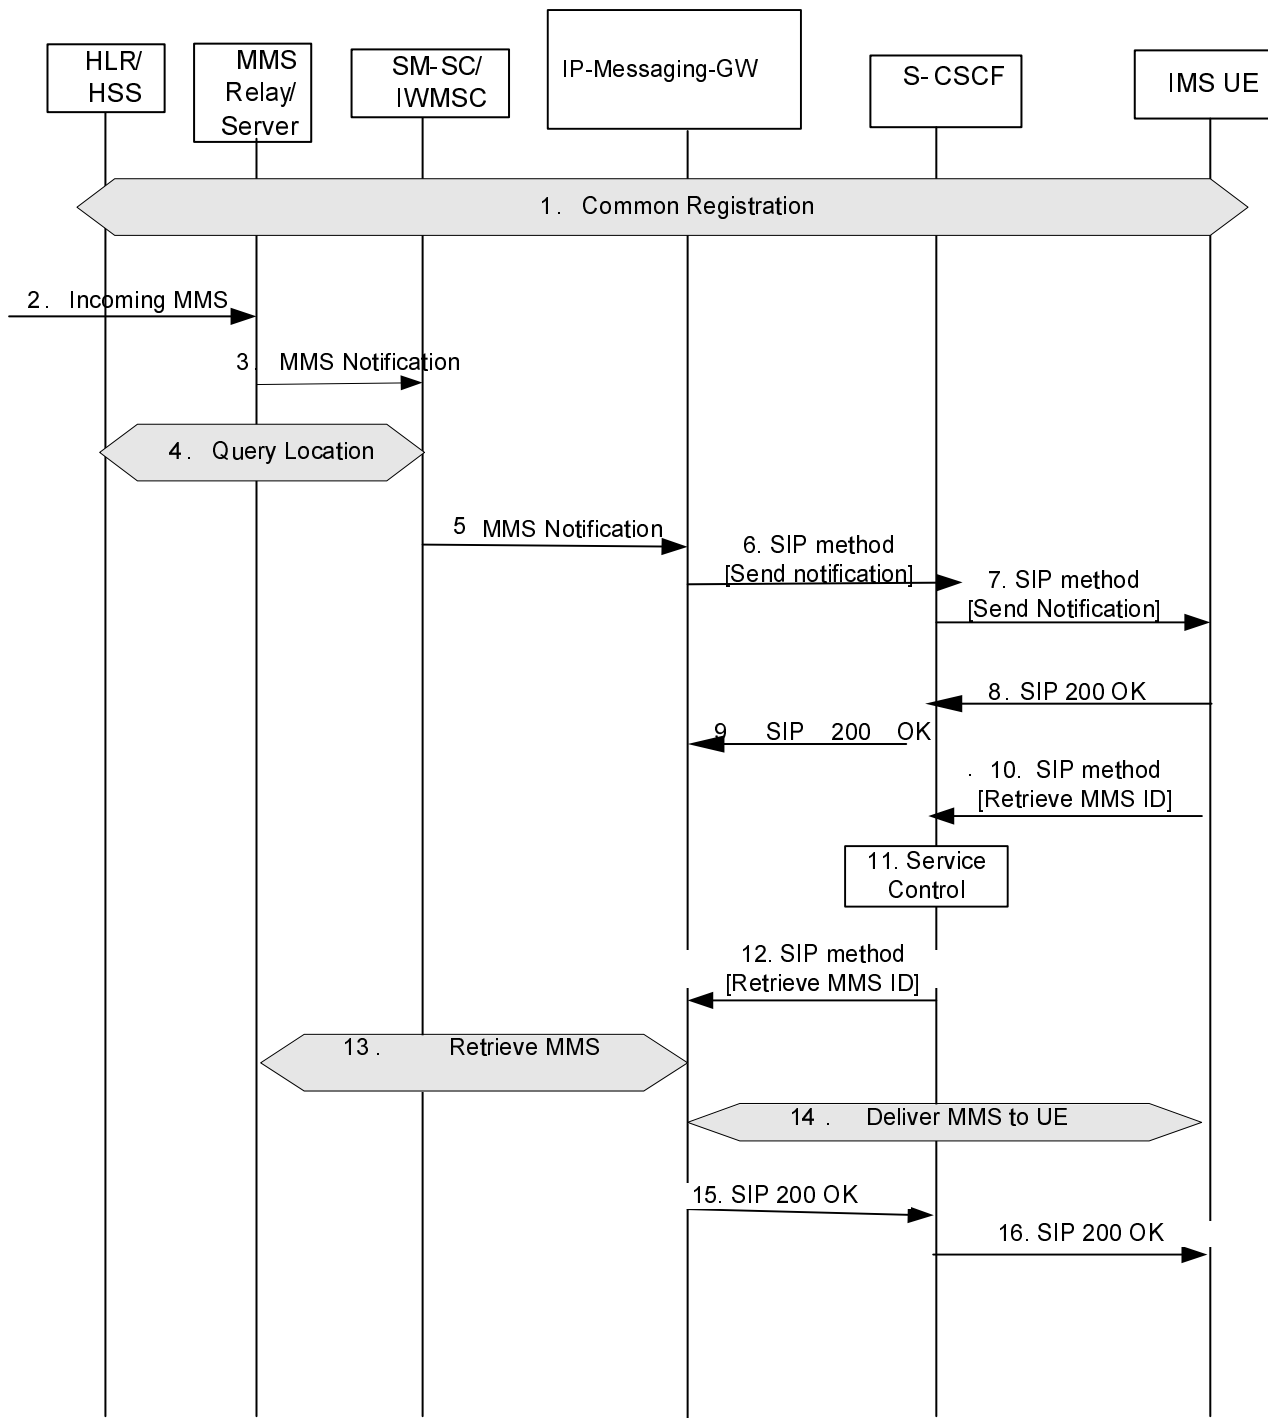 HLR/
HSS
MMS
Relay/
Server
SM-SC/
IWMSC
IP-Messaging-GW
S-CSCF
IMS UE
1. Common Registration
2. Incoming MMS
3. MMS Notification
4. Query Location
5 MMS Notification
6. SIP method
[Send notification]
7. SIP method
[Send Notification]
8. SIP 200 OK
9 SIP 200 OK
. 10. SIP method
[Retrieve MMS ID]
11. Service
Control
12. SIP method
[Retrieve MMS ID]
13. Retrieve MMS
14. Deliver MMS to UE
15. SIP 200 OK
16. SIP 200 OK